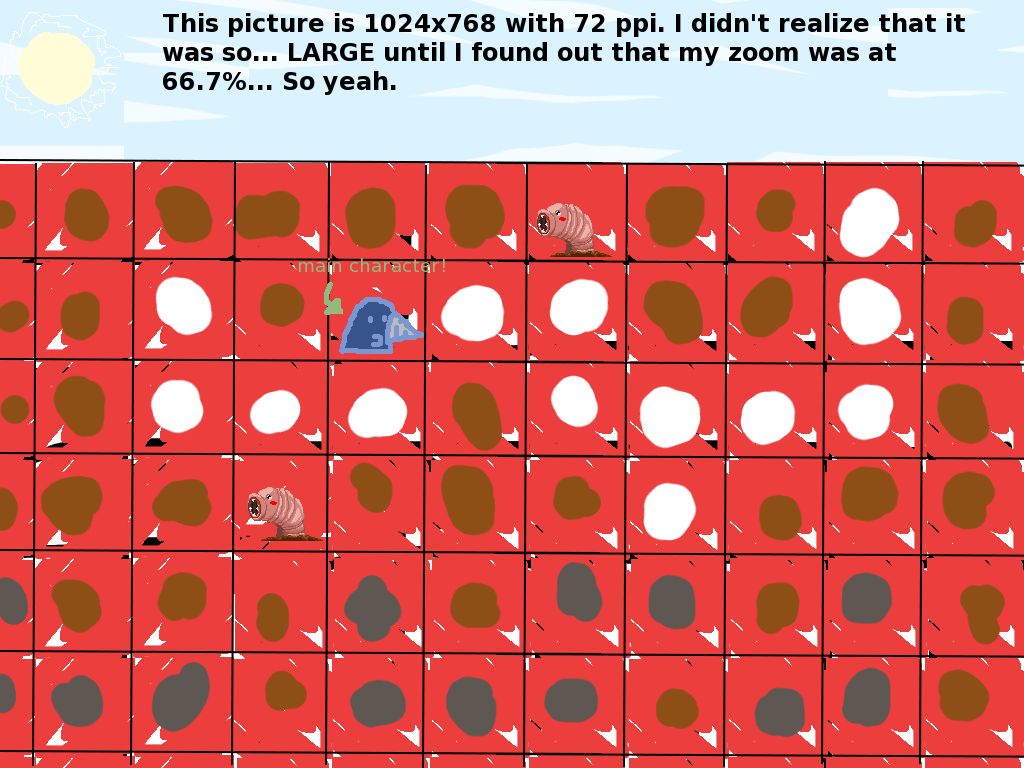 This picture is 1024x768 with 72 ppi. I didn't realize that it
was so... LARGE until I found out that my zoom was at
66.7%... So yeah.
main character!